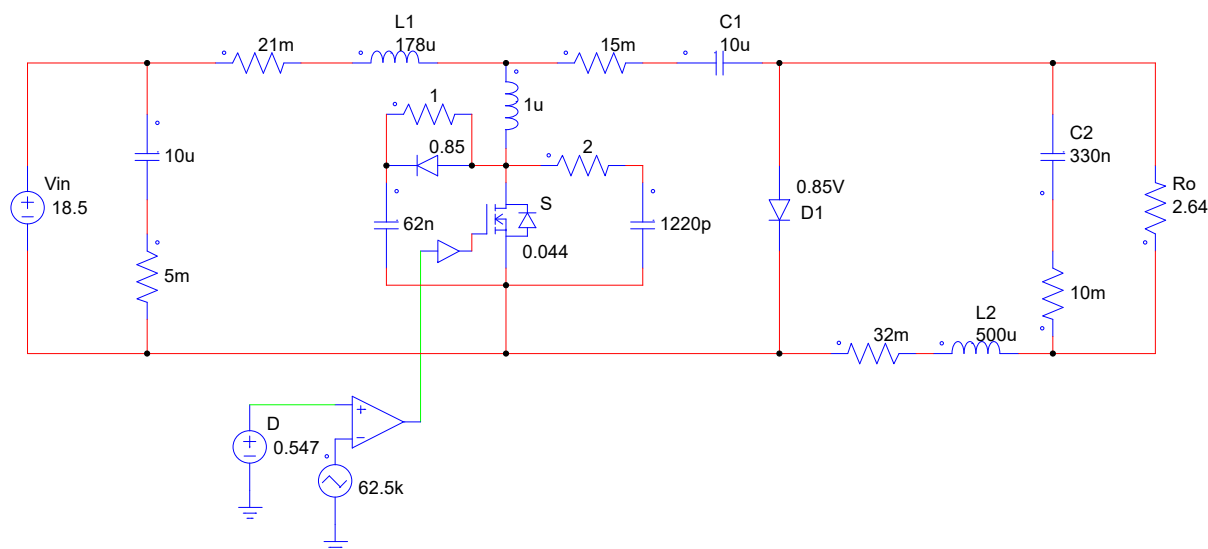 L1
C1
21m
178u
15m
10u
1
1u
0.85
2
C2
10u
0.85V
330n
Vin
18.5
S
D1
Ro
2.64
62n
1220p
0.044
5m
10m
L2
32m
500u
+
−
D
0.547
62.5k